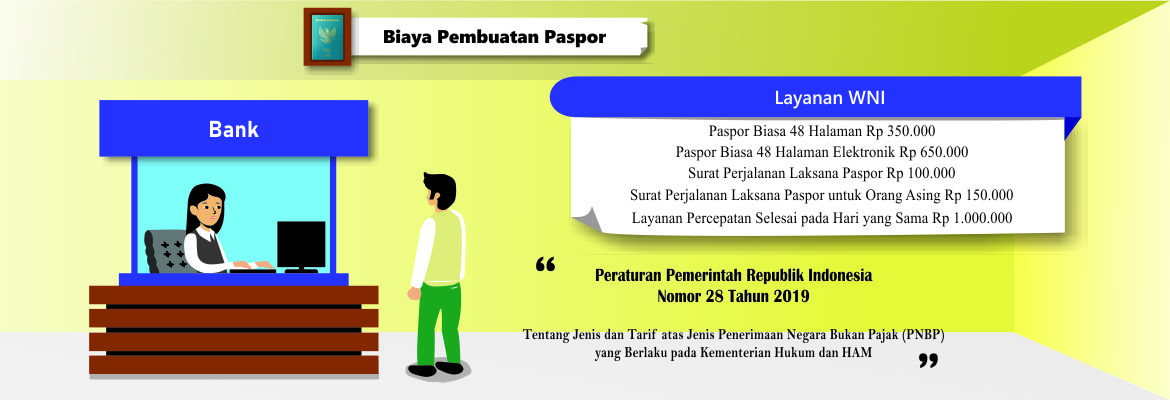 Biaya Pembuatan Paspor
Bank
Layanan WNI
Paspor Biasa 48 Halaman Rp 350.000
Paspor Biasa 48 Halaman Elektronik Rp 650.000
Surat Perjalanan Laksana Paspor Rp 100.000
Surat Perjalanan Laksana Paspor untuk Orang Asing Rp 150.000
Layanan Percepatan Selesai pada Hari yang Sama Rp 1.000.000
“
Peraturan Pemerintah Republik Indonesia
Nomor 28 Tahun 2019
Tentang Jenis dan Tarif atas Jenis Penerimaan Negara Bukan Pajak (PNBP)
yang Berlaku pada Kementerian Hukum dan HAM
”